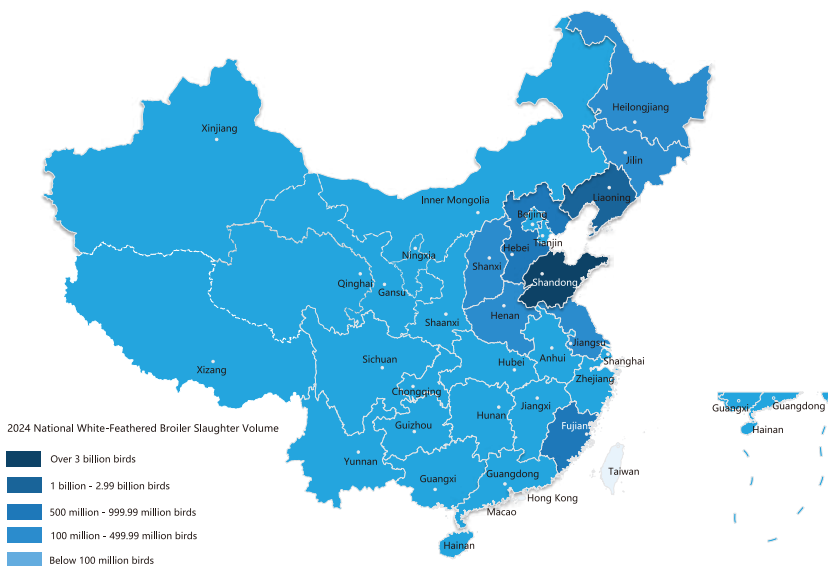 Heilongjiang
Xinjiang
Jilin
Inner Mongolia
Liaoning
Beijing
Tianjin
Ningxia
Hebei
Shanxi
Qinghai
Gansu
Shandong
Shaanxi
Henan
Jiangsu
Xizang
Sichuan
Hubei
Anhui
Shanghai
Zhejiang
Chongqing
Jiangxi
Hunan
Guizhou
Fujian
Guangxi
Guangdong
Hainan
2024 National White-Feathered Broiler Slaughter Volume
Over 3 billion birds
1 billion - 2.99 billion birds
500 million - 999.99 million birds
100 million - 499.99 million birds
Below 100 million birds
Yunnan
Guangxi
Guangdong
Taiwan
Hong Kong
Macao
Hainan